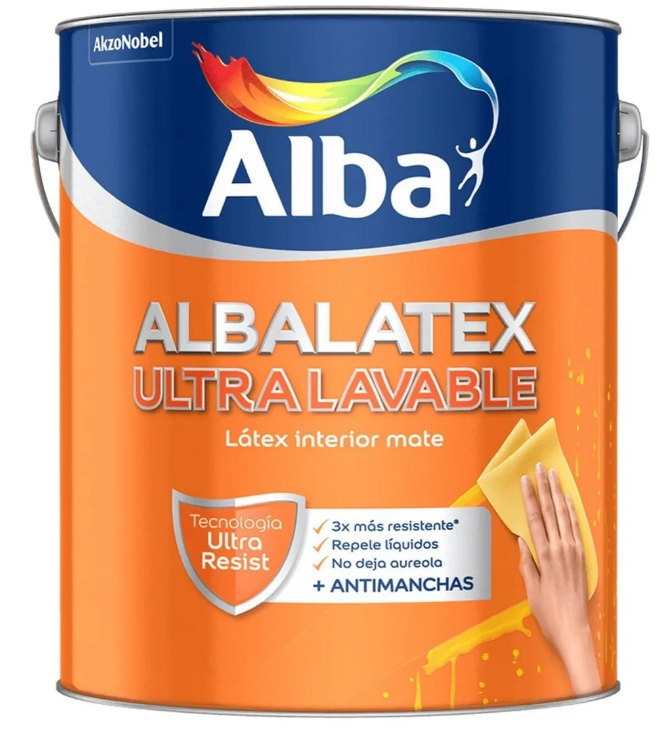 AkzoNobel
Alba
ALBALATEX
ULTRA LAVABLE
Látex interior mate
Tecnología
Ultra
Resist
3x más resistente*
Repele líquidos
No deja aureola
+ ANTIMANCHAS